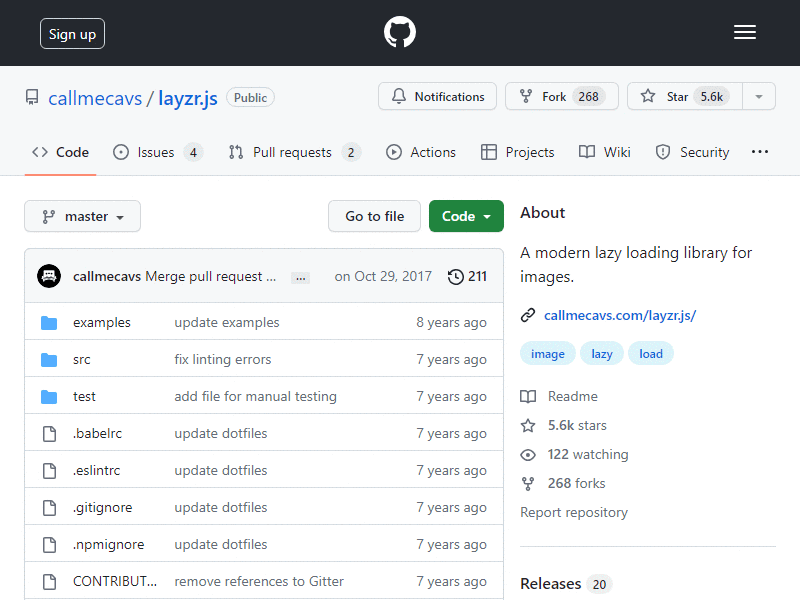 Sign up
callmecavs / layzr.js Public
Notifications Fork 268 Star 5.6k
Code Issues 4 Pull requests 2 Actions Projects Wiki Security ...
master Go to file Code
callmecavs Merge pull request ... ... on Oct 29, 2017 211
examples update examples 8 years ago
src fix linting errors 7 years ago
test add file for manual testing 7 years ago
.babelrc update dotfiles 7 years ago
.eslintrc update dotfiles 7 years ago
.gitignore update dotfiles 7 years ago
.npmignore update dotfiles 7 years ago
CONTRIBUT... remove references to Gitter 7 years ago
About
A modern lazy loading library for
images.
callmecavs.com/layzr.js/
image lazy load
Readme
5.6k stars
122 watching
268 forks
Report repository
Releases 20